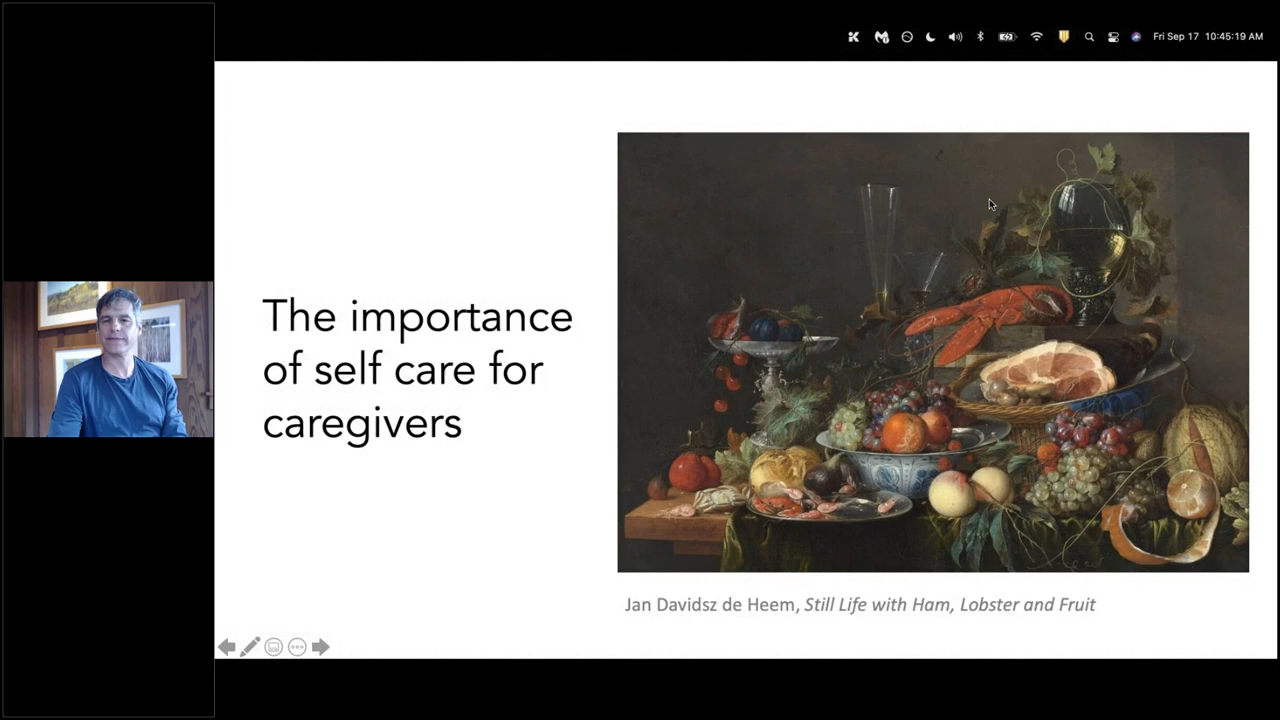 Fri Sep 17 10:45:19 AM
The importance
of self care for
caregivers
Jan Davidsz de Heem, Still Life with Ham, Lobster and Fruit